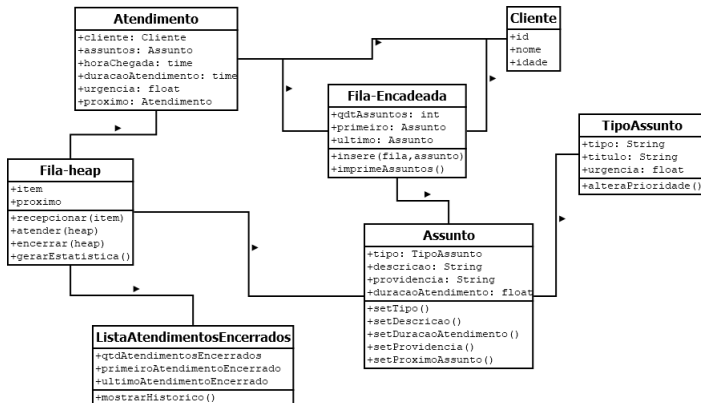 Atendimento
+cliente: Cliente
+assuntos: Assunto
+horaChegada: time
+duracaoAtendimento: time
+urgencia: float
+proximo: Atendimento
Cliente
+id
+nome
+idade
Fila-Encadeada
+qdtAssuntos: int
+primeiro: Assunto
+ultimo: Assunto
+insere(fila,assunto)
+imprimeAssuntos()
TipoAssunto
+tipo: String
+titulo: String
+urgencia: float
+alteraPrioridade()
Fila-heap
+item
+proximo
+recepcionar(item)
+atender(heap)
+encerrar(heap)
+gerarEstatistica()
Assunto
+tipo: TipoAssunto
+descricao: String
+providencia: String
+duracaoAtendimento: float
+setTipo()
+setDescricao()
+setDuracaoAtendimento()
+setProvidencia()
+setProximoAssunto()
ListaAtendimentosEncerrados
+qtdAtendimentosEncerrados
+primeiroAtendimentoEncerrado
+ultimoAtendimentoEncerrado
+mostrarHistorico()